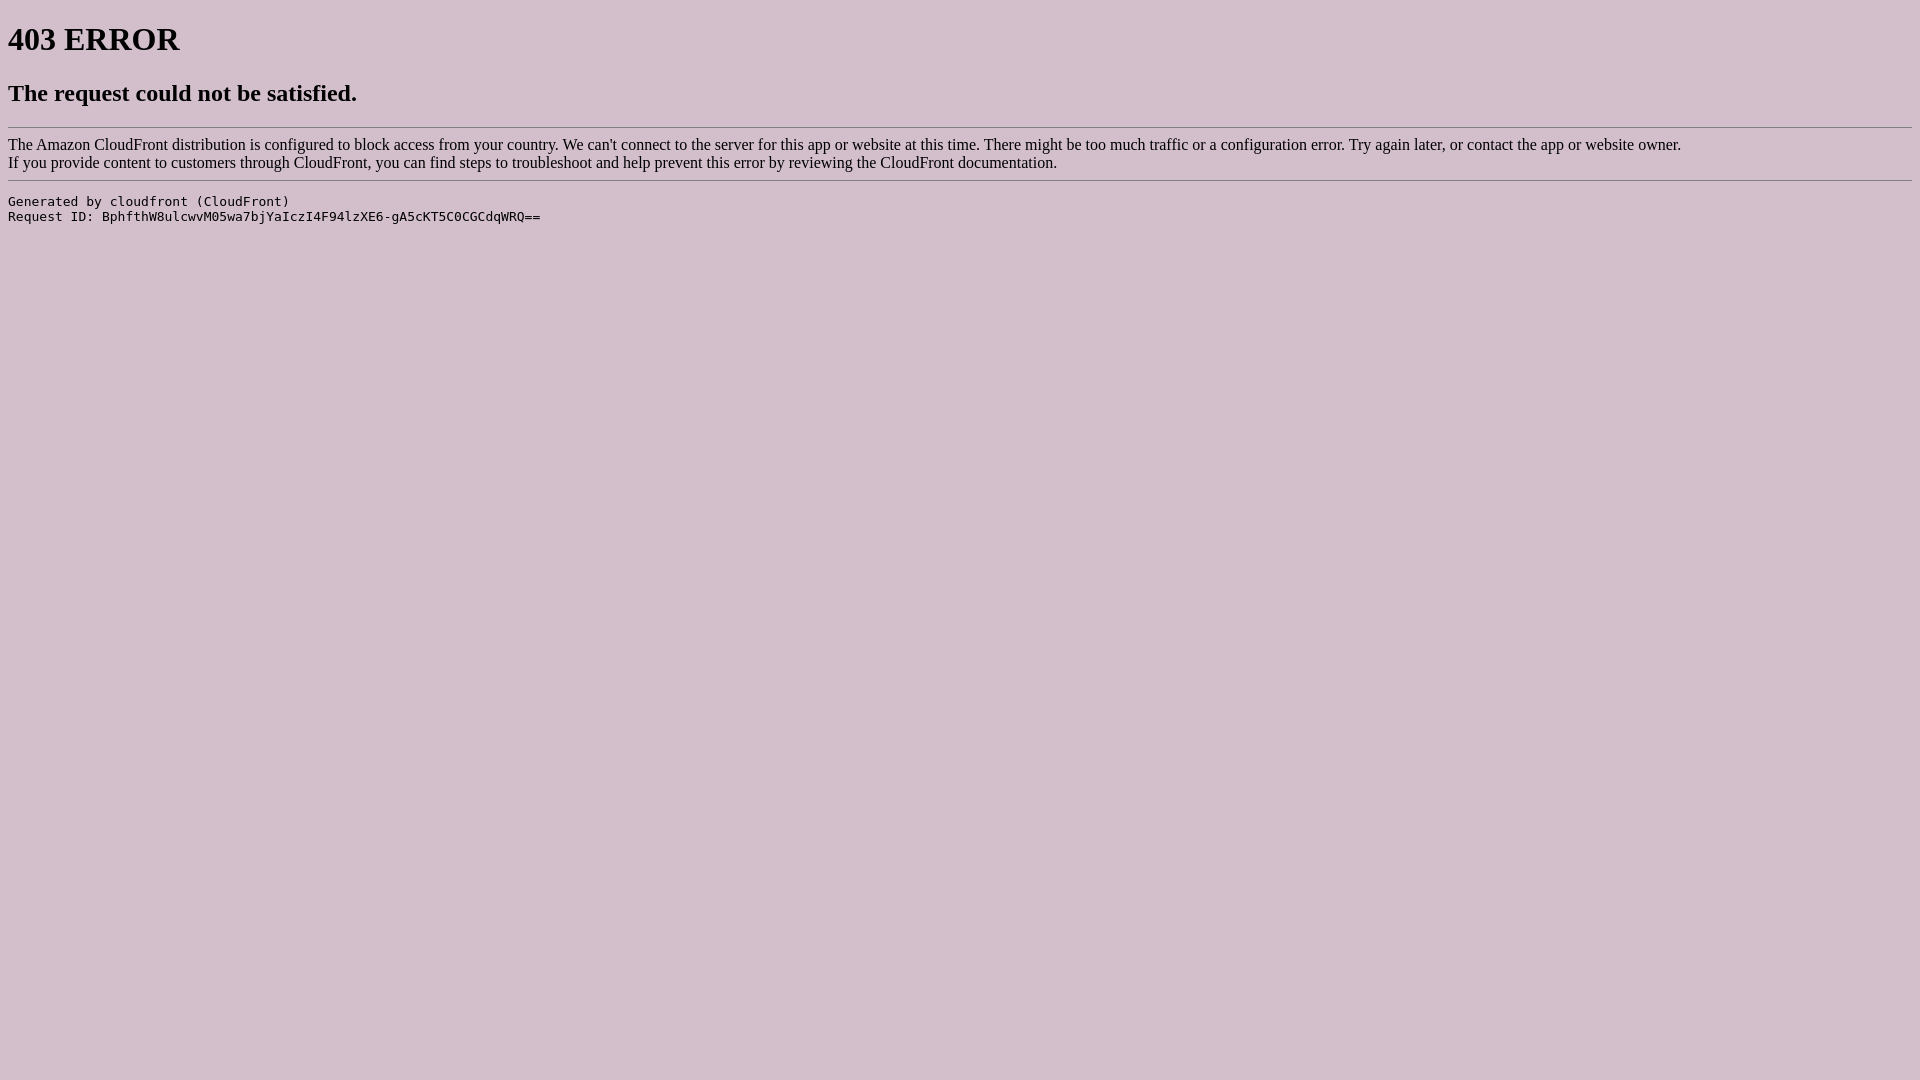 403 ERROR
The request could not be satisfied.
The Amazon CloudFront distribution is configured to block access from your country. We can't connect to the server for this app or website at this time. There might be too much traffic or a configuration error. Try again later, or contact the app or website owner.
If you provide content to customers through CloudFront, you can find steps to troubleshoot and help prevent this error by reviewing the CloudFront documentation.
Generated by cloudfront (CloudFront)
Request ID: BphfthW8ulcwvM05wa7bjYaIczI4F94lzXE6-gA5cKT5C0CGCdqWRQ==